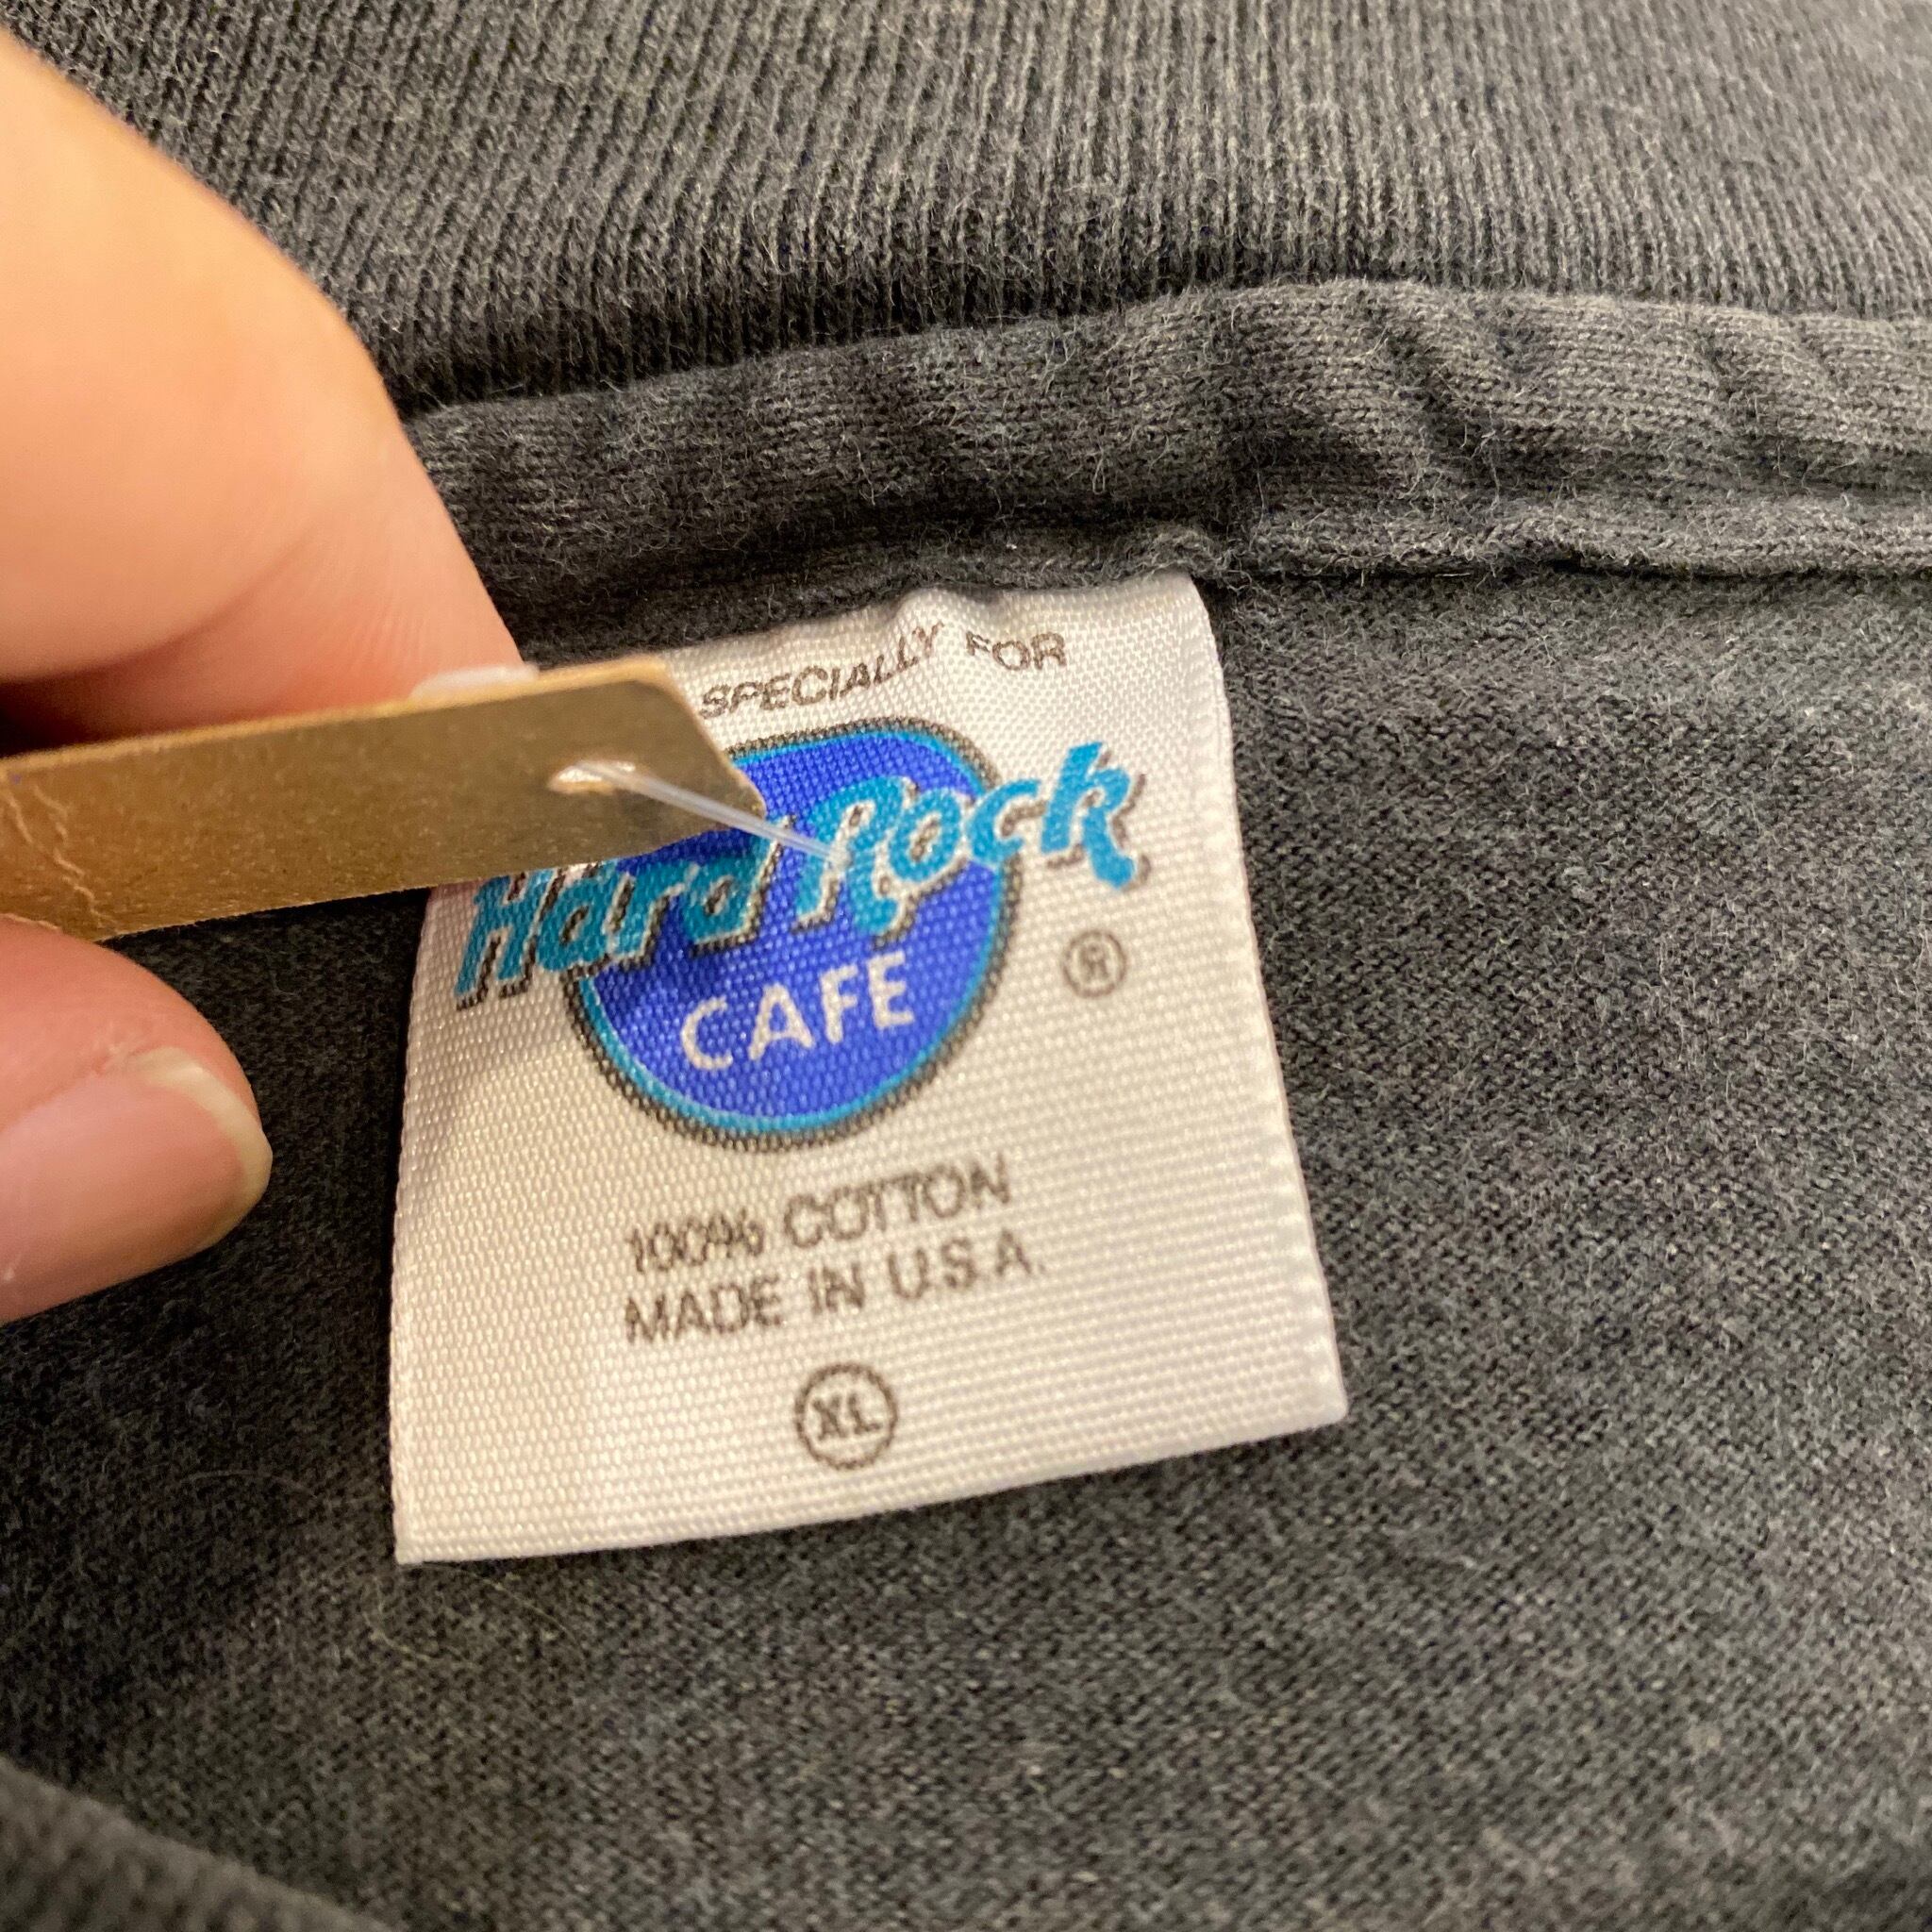 SPECIALLY FOR
Hard Rock
CAFE
®
100% COTTON
MADE IN U.S.A.
XL